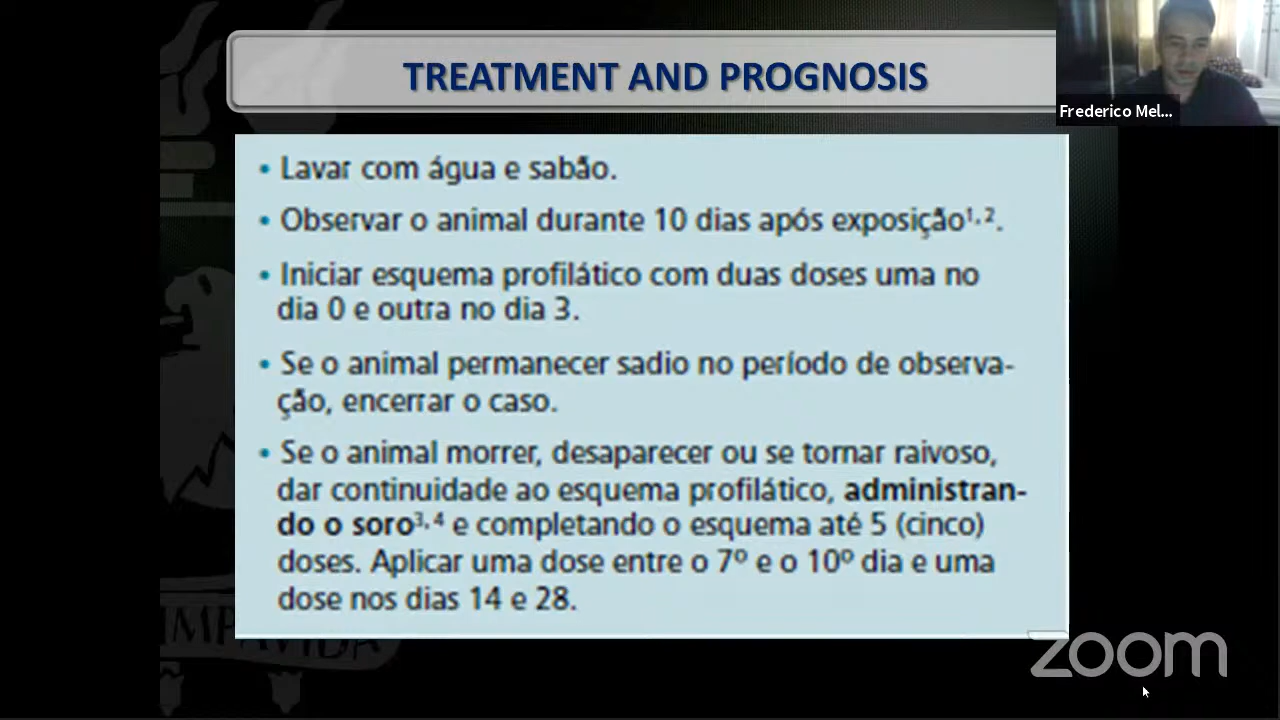 TREATMENT AND PROGNOSIS
Frederico Mel...
• Lavar com água e sabão.
• Observar o animal durante 10 dias após exposição¹,².
• Iniciar esquema profilático com duas doses uma no
dia 0 e outra no dia 3.
• Se o animal permanecer sadio no período de observa-
ção, encerrar o caso.
• Se o animal morrer, desaparecer ou se tornar raivoso,
dar continuidade ao esquema profilático, administran-
do o soro³,⁴ e completando o esquema até 5 (cinco)
doses. Aplicar uma dose entre o 7º e o 10º dia e uma
dose nos dias 14 e 28.
IMPAVIDA
zoom